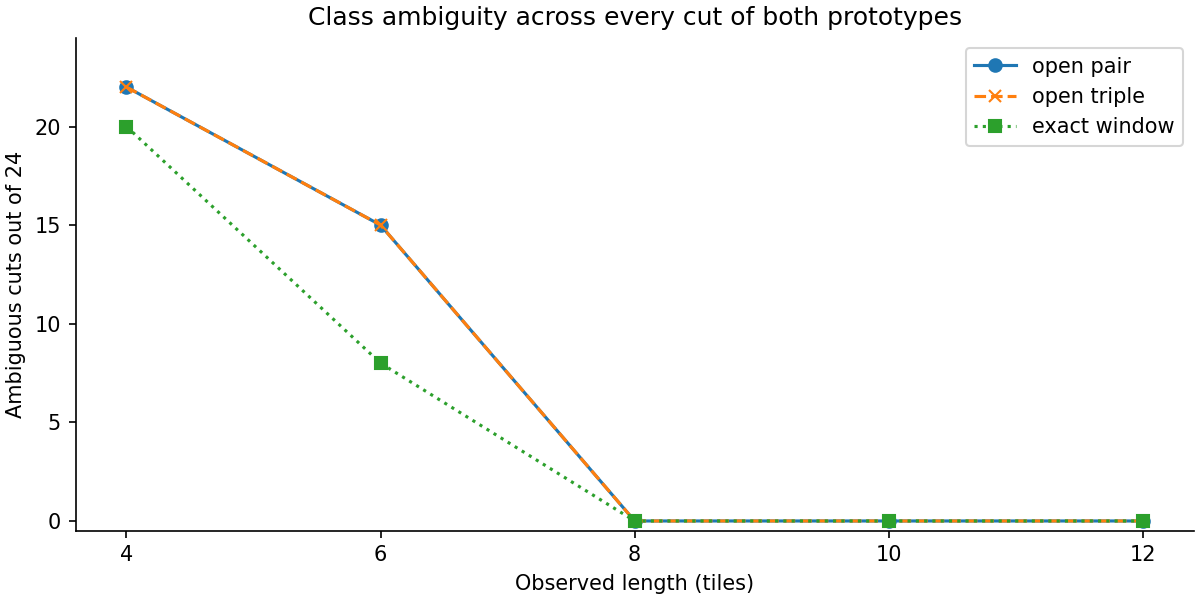 Class ambiguity across every cut of both prototypes
open pair
open triple
exact window
Ambiguous cuts out of 24
20
15
10
5
0
4 6 8 10 12
Observed length (tiles)